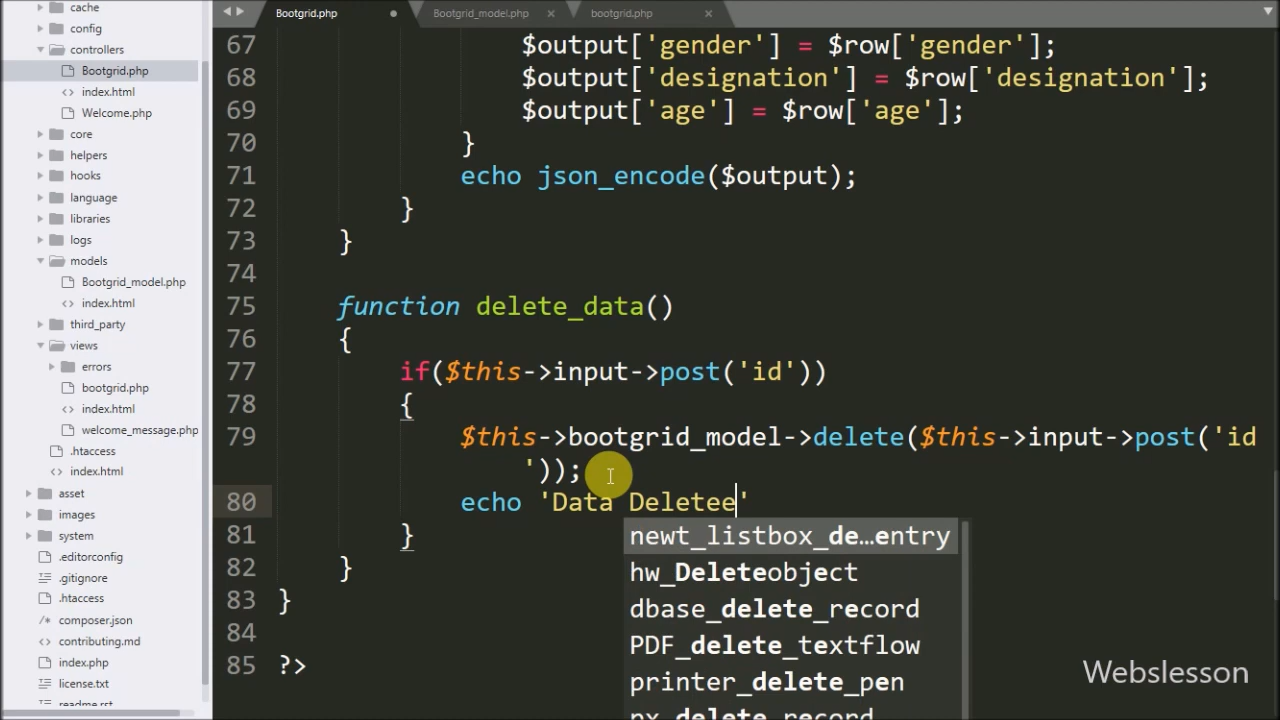 Bootgrid.php
Bootgrid_model.php
bootgrid.php
cache
config
controllers
Bootgrid.php
index.html
Welcome.php
core
helpers
hooks
language
libraries
logs
models
Bootgrid_model.php
index.html
third_party
views
errors
bootgrid.php
index.html
welcome_message.php
.htaccess
index.html
asset
images
system
.editorconfig
.gitignore
.htaccess
composer.json
contributing.md
index.php
license.txt
readme.rst
67 $output['gender'] = $row['gender'];
68 $output['designation'] = $row['designation'];
69 $output['age'] = $row['age'];
70 }
71 echo json_encode($output);
72 }
73 }
74
75 function delete_data()
76 {
77 if($this->input->post('id'))
78 {
79 $this->bootgrid_model->delete($this->input->post('id
'));
80 echo 'Data Deletee'
81 }
82 }
83 }
84
85 ?>
newt_listbox_de…entry
hw_Deleteobject
dbase_delete_record
PDF_delete_textflow
printer_delete_pen
px_delete_record
Webslesson